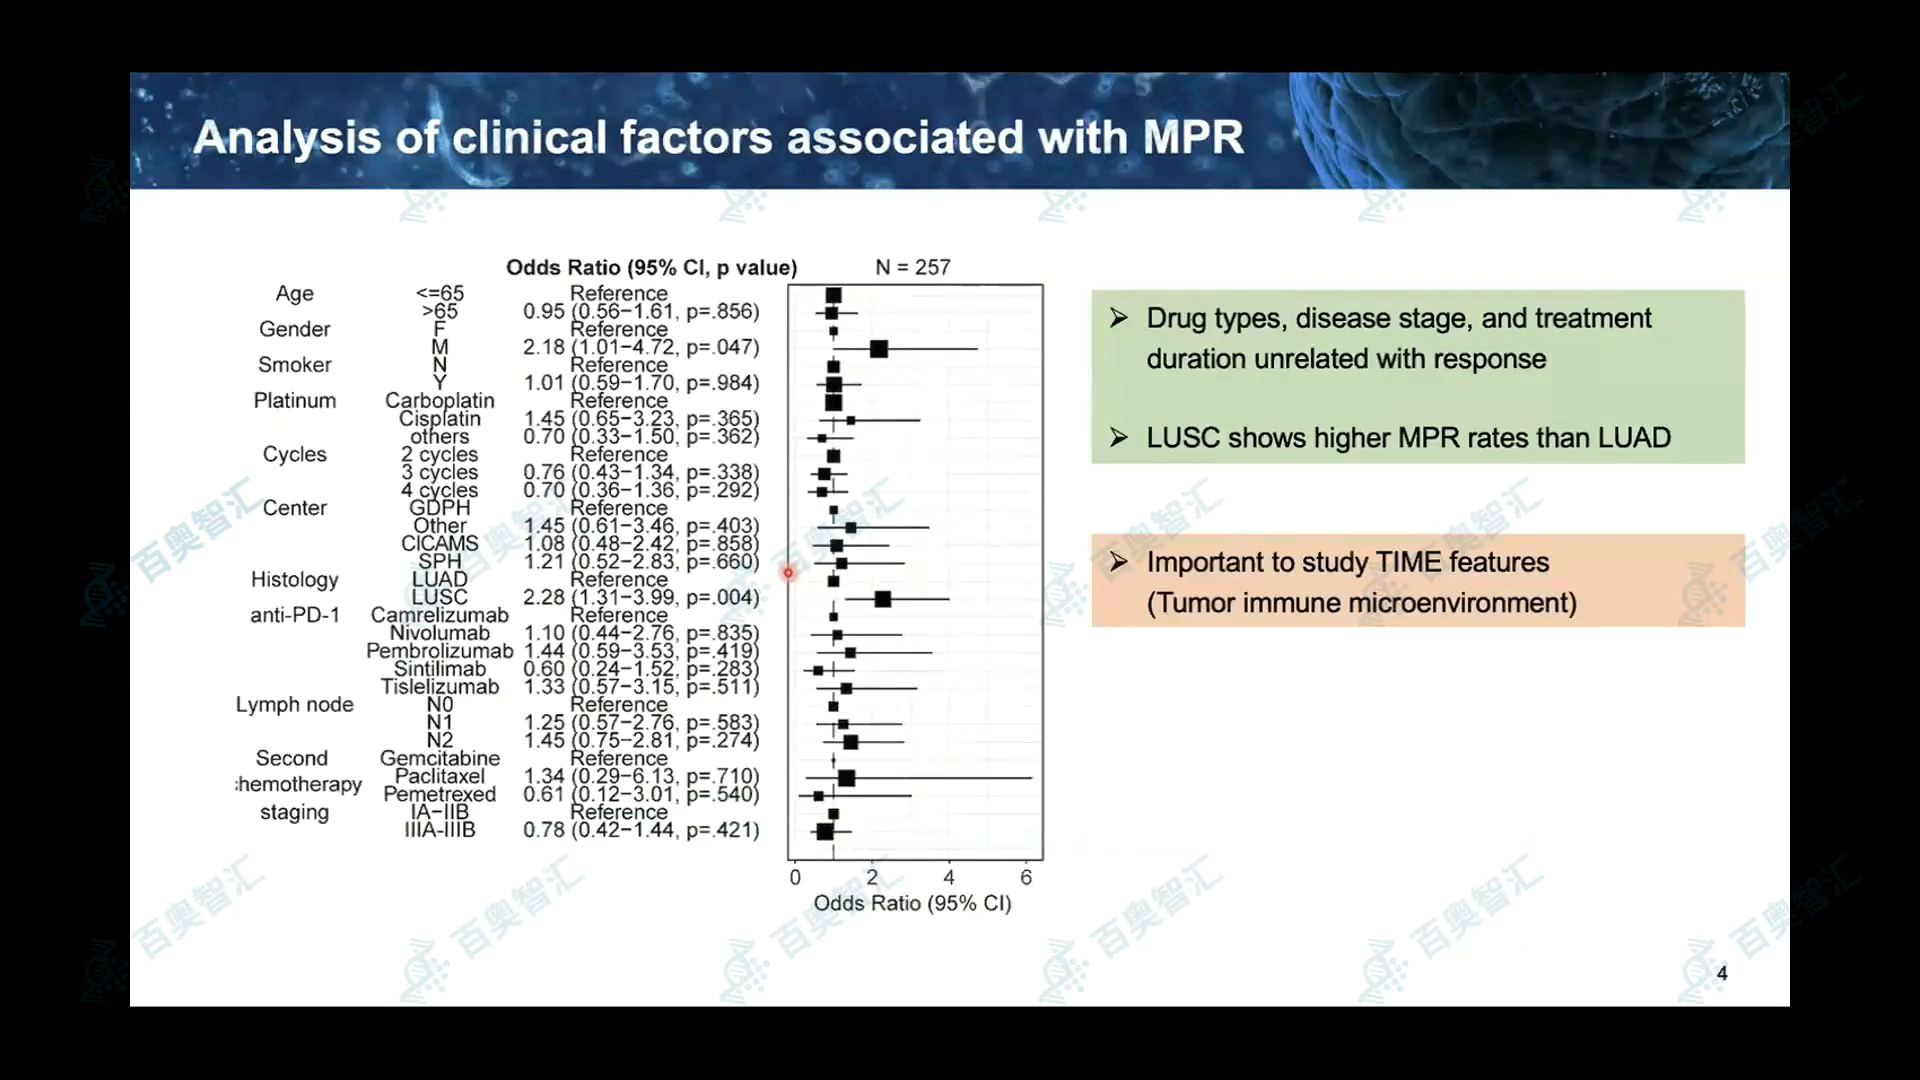 Analysis of clinical factors associated with MPR
Odds Ratio (95% CI, p value) N = 257
Age <=65 Reference
>65 0.95 (0.56−1.61, p=.856)
Gender F Reference
M 2.18 (1.01−4.72, p=.047)
Smoker N Reference
Y 1.01 (0.59−1.70, p=.984)
Platinum Carboplatin Reference
Cisplatin 1.45 (0.65−3.23, p=.365)
others 0.70 (0.33−1.50, p=.362)
Cycles 2 cycles Reference
3 cycles 0.76 (0.43−1.34, p=.338)
4 cycles 0.70 (0.36−1.36, p=.292)
Center GDPH Reference
Other 1.45 (0.61−3.46, p=.403)
CICAMS 1.08 (0.48−2.42, p=.858)
SPH 1.21 (0.52−2.83, p=.660)
Histology LUAD Reference
LUSC 2.28 (1.31−3.99, p=.004)
anti-PD-1 Camrelizumab Reference
Nivolumab 1.10 (0.44−2.76, p=.835)
Pembrolizumab 1.44 (0.59−3.53, p=.419)
Sintilimab 0.60 (0.24−1.52, p=.283)
Tislelizumab 1.33 (0.57−3.15, p=.511)
Lymph node N0 Reference
N1 1.25 (0.57−2.76, p=.583)
N2 1.45 (0.75−2.81, p=.274)
Second Gemcitabine Reference
Paclitaxel 1.34 (0.29−6.13, p=.710)
hemotherapy
Pemetrexed 0.61 (0.12−3.01, p=.540)
staging IA−IIB Reference
IIIA-IIIB 0.78 (0.42−1.44, p=.421)
0 2 4 6
Odds Ratio (95% CI)
➢ Drug types, disease stage, and treatment
duration unrelated with response
➢ LUSC shows higher MPR rates than LUAD
➢ Important to study TIME features
(Tumor immune microenvironment)
4
百奥智汇